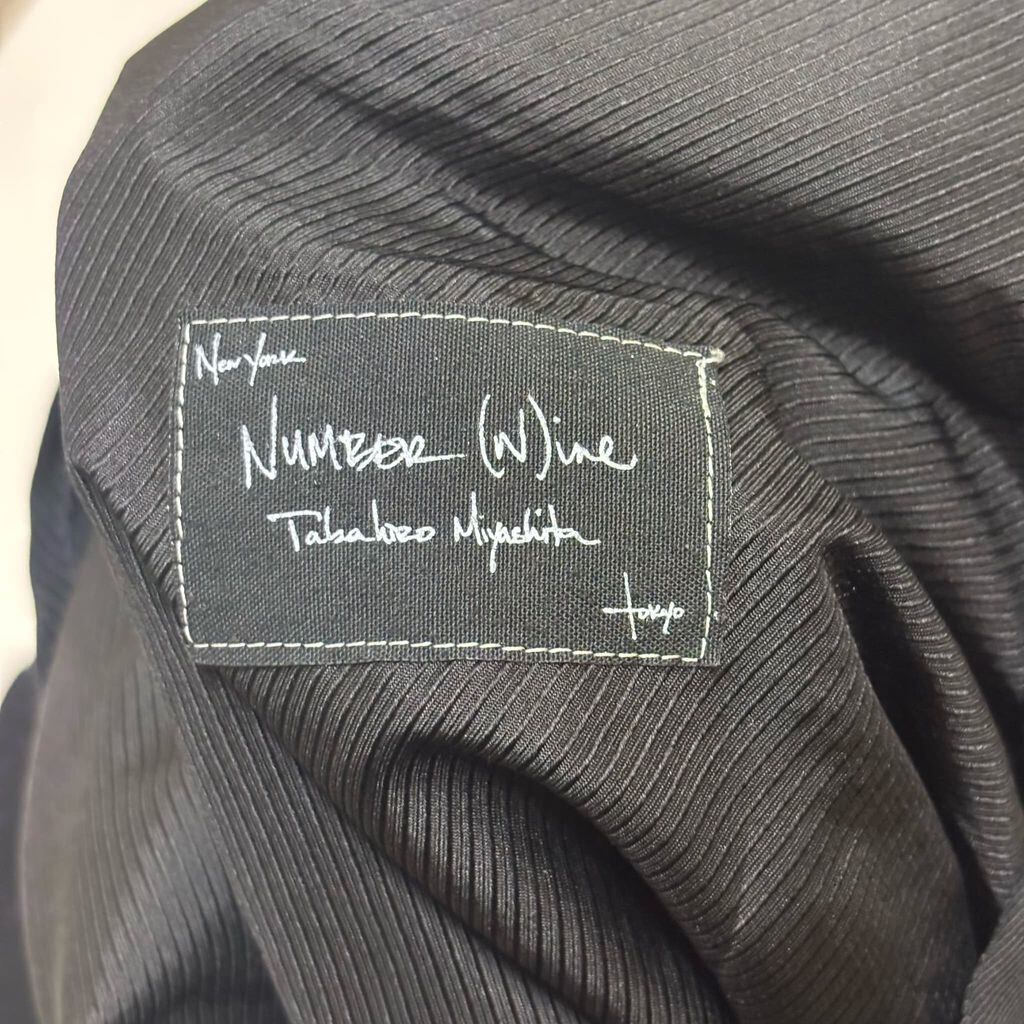 New York
NUMBER (N)ine
Takahiro Miyashita
tokyo